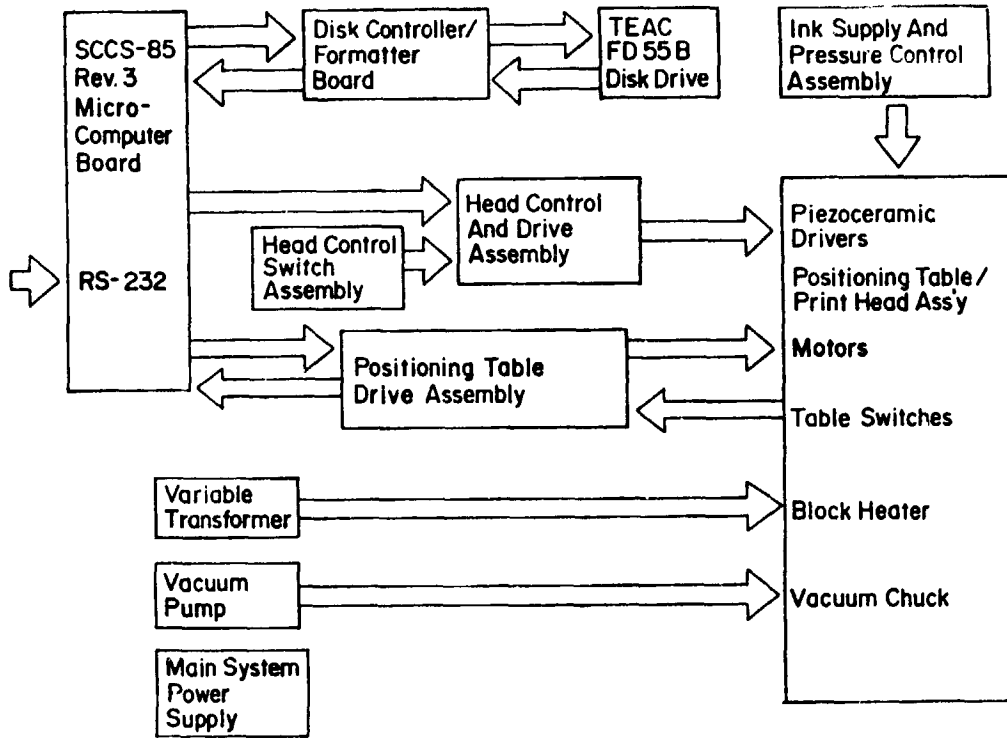 SCCS-85
Rev. 3
Micro-
Computer
Board
RS-232
Disk Controller/
Formatter
Board
TEAC
FD 55 B
Disk Drive
Ink Supply And
Pressure Control
Assembly
Head Control
And Drive
Assembly
Head Control
Switch
Assembly
Positioning Table
Drive Assembly
Piezoceramic
Drivers
Positioning Table/
Print Head Ass'y
Motors
Table Switches
Block Heater
Vacuum Chuck
Variable
Transformer
Vacuum
Pump
Main System
Power
Supply